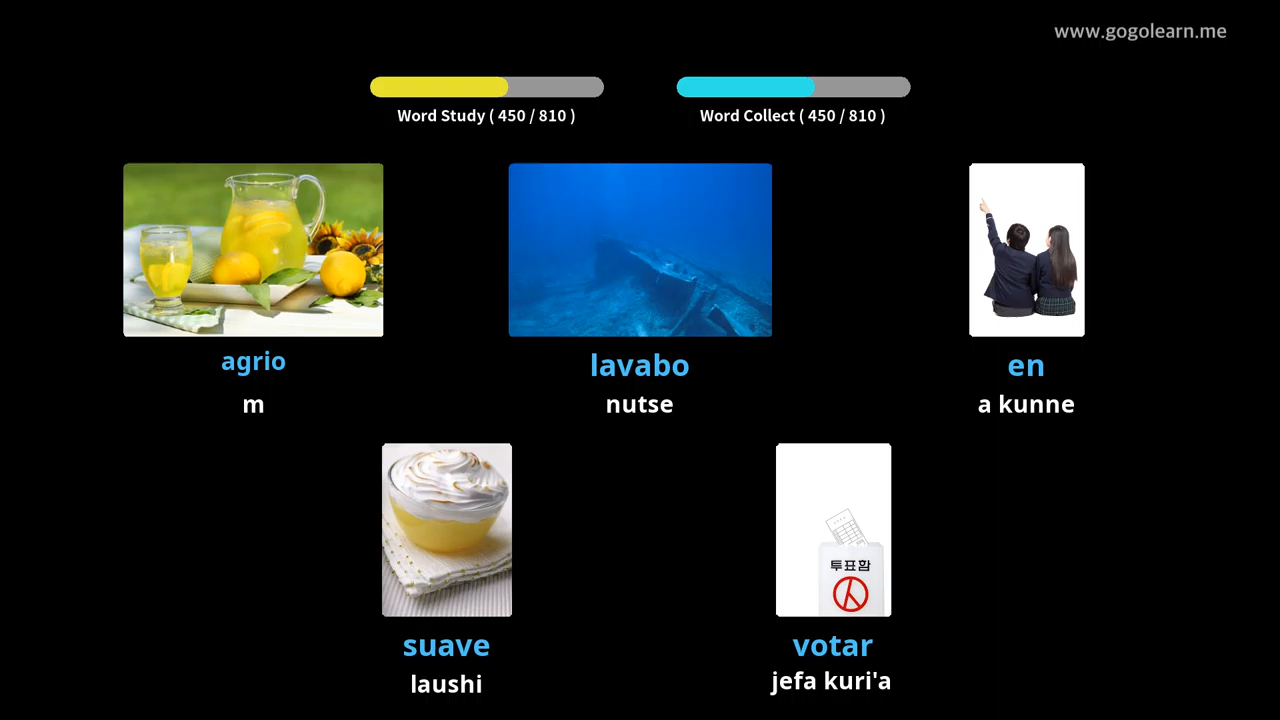 www.gogolearn.me
Word Study ( 450 / 810 )
Word Collect ( 450 / 810 )
agrio
m
lavabo
nutse
en
a kunne
투표함
suave
laushi
votar
jefa kuri'a